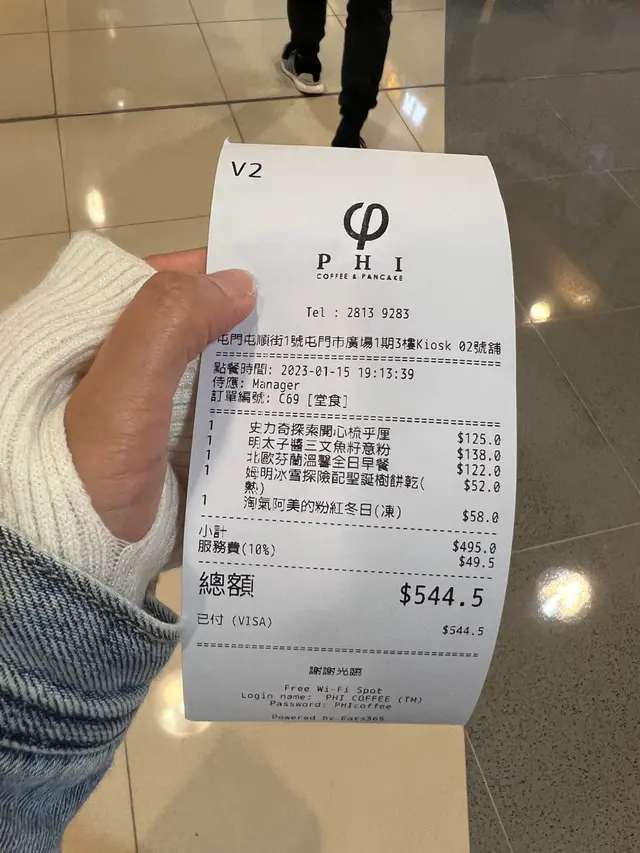 V2
PHI
COFFEE & PANCAKE
Tel : 2813 9283
屯門屯順街1號屯門市廣場1期3樓Kiosk 02號舖
點餐時間: 2023-01-15 19:13:39
侍應: Manager
訂單編號: C69 [堂食]
1 史力奇探索開心梳乎厘 $125.0
1 明太子醬三文魚籽意粉 $138.0
1 北歐芬蘭溫馨全日早餐 $122.0
1 姆明冰雪探險配聖誕樹餅乾( $52.0
熱)
1 淘氣阿美的粉紅冬日(凍) $58.0
小計 $495.0
服務費(10%) $49.5
總額 $544.5
已付 (VISA) $544.5
謝謝光臨
Free Wi-Fi Spot
Login name: PHI COFFEE (TM)
Password: PHIcoffee
Powered by Eats365